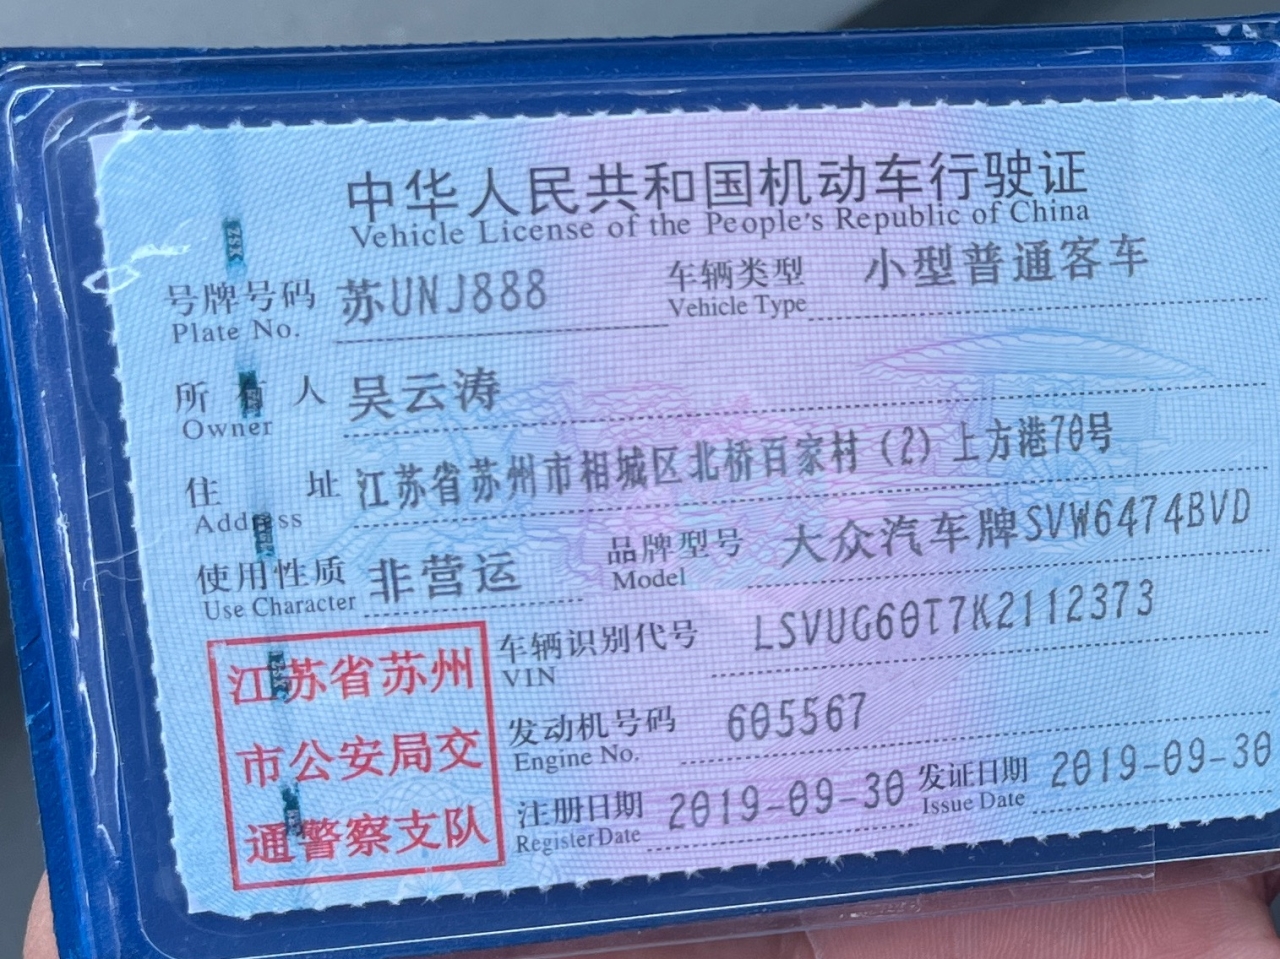 中华人民共和国机动车行驶证
Vehicle License of the People's Republic of China
号牌号码 苏UNJ888 车辆类型 小型普通客车
Plate No. Vehicle Type
所有人 吴云涛
Owner
住址 江苏省苏州市相城区北桥百家村(2)上方港70号
Address
使用性质 非营运 品牌型号 大众汽车牌SVW6474BVD
Use Character Model
车辆识别代号 LSVUG60T7K2112373
VIN
发动机号码 605567
Engine No.
注册日期 2019-09-30 发证日期 2019-09-30
Register Date Issue Date
江苏省苏州
市公安局交
通警察支队